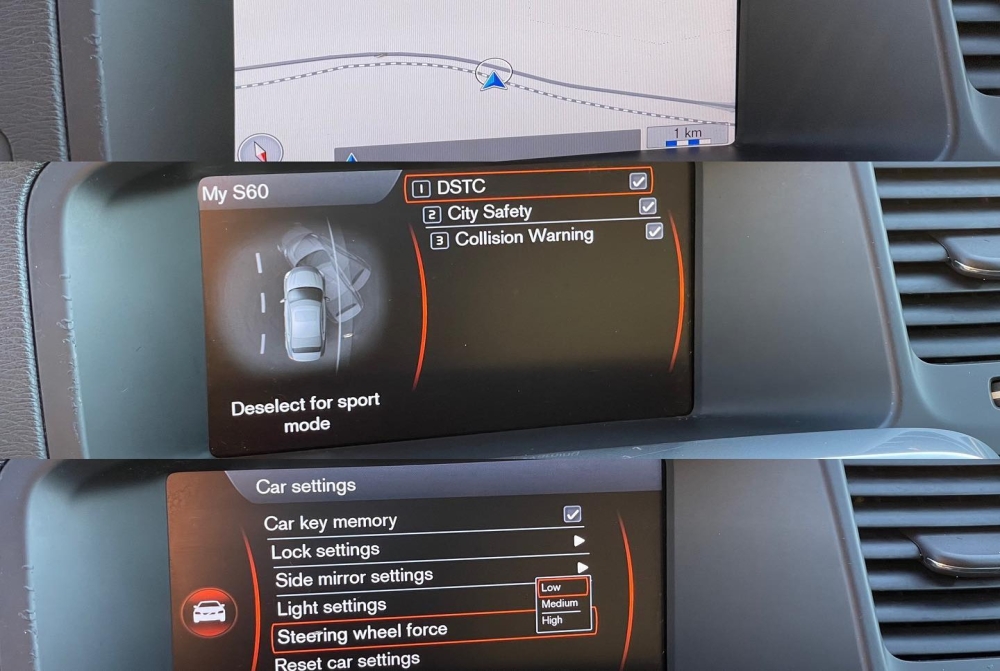 1 km
My S60
1 DSTC
2 City Safety
3 Collision Warning
Deselect for sport
mode
Car settings
Car key memory
Lock settings
Side mirror settings
Light settings
Steering wheel force
Low
Medium
High
Reset car settings